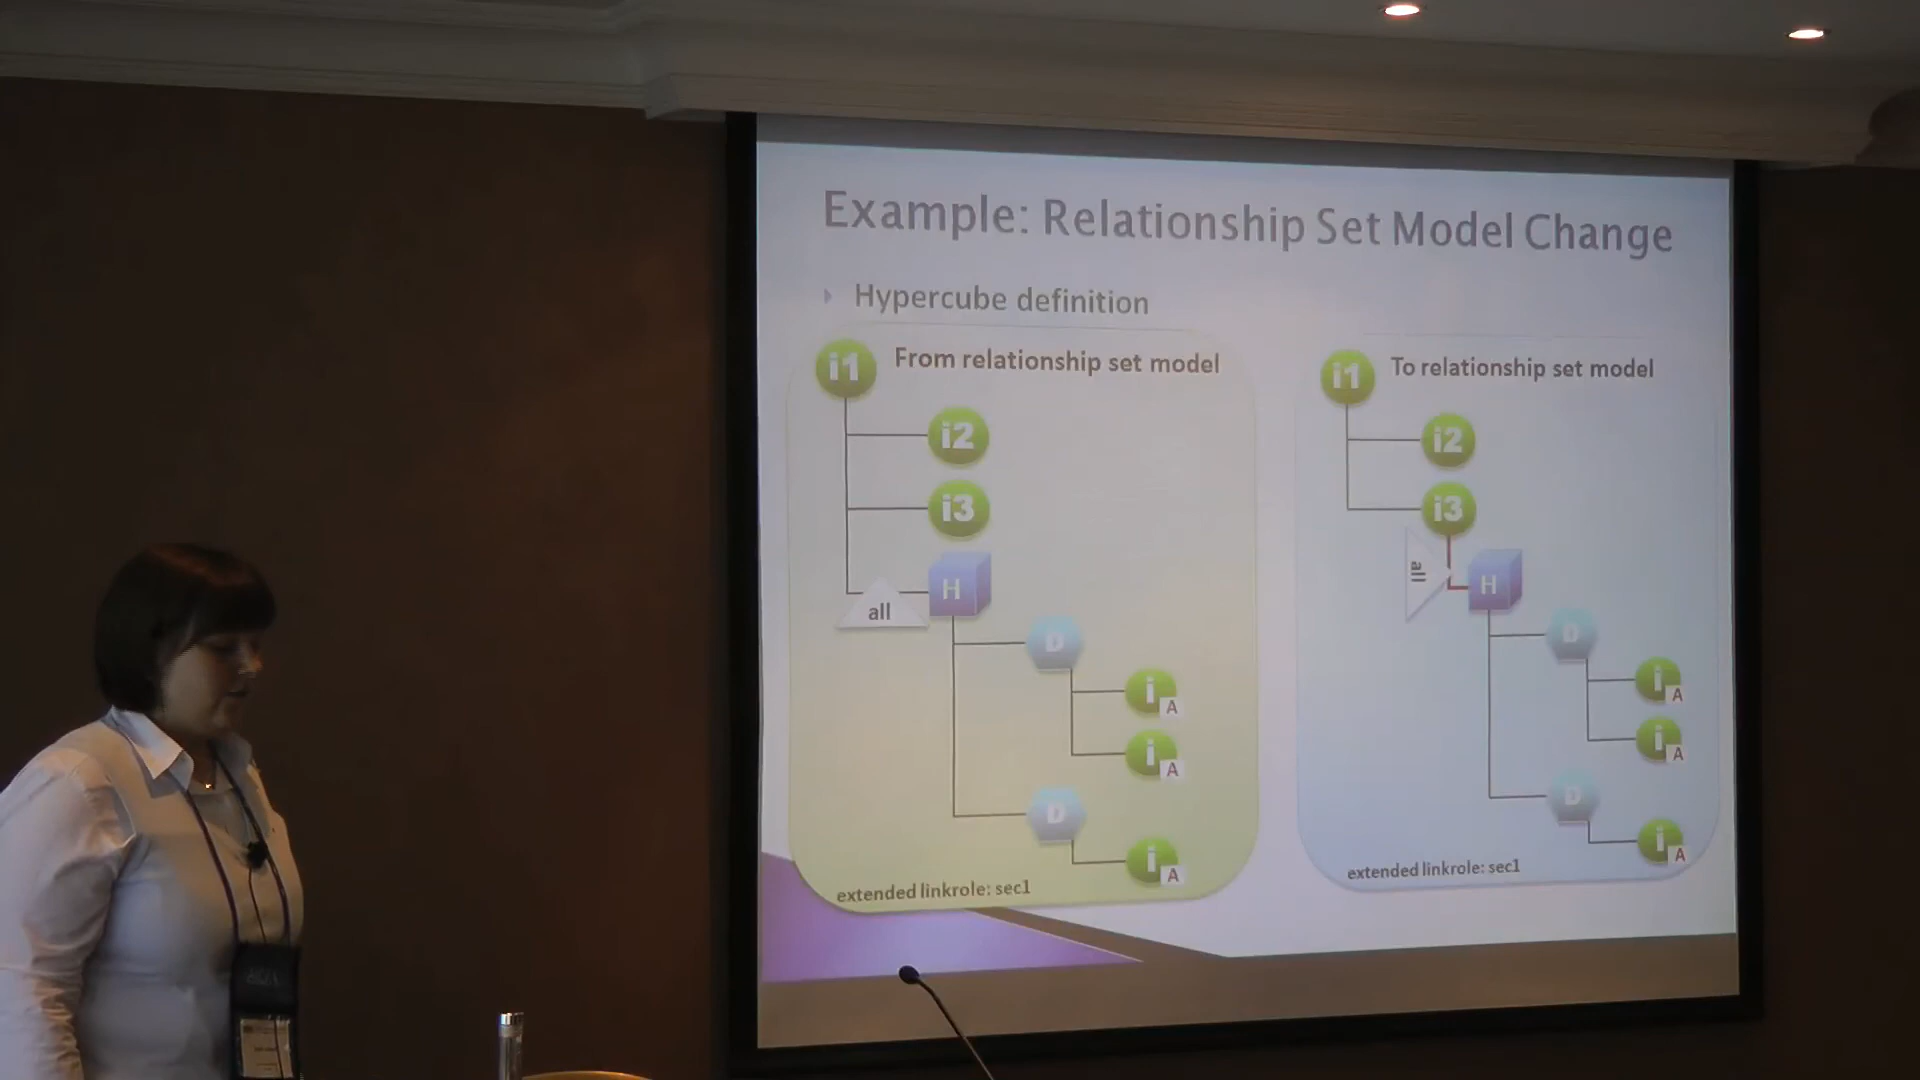 Example: Relationship Set Model Change
Hypercube definition
i1 From relationship set model
i2
i3
all H
D
i A
i A
D
i A
extended linkrole: sec1
i1 To relationship set model
i2
i3
all H
D
i A
i A
D
i A
extended linkrole: sec1